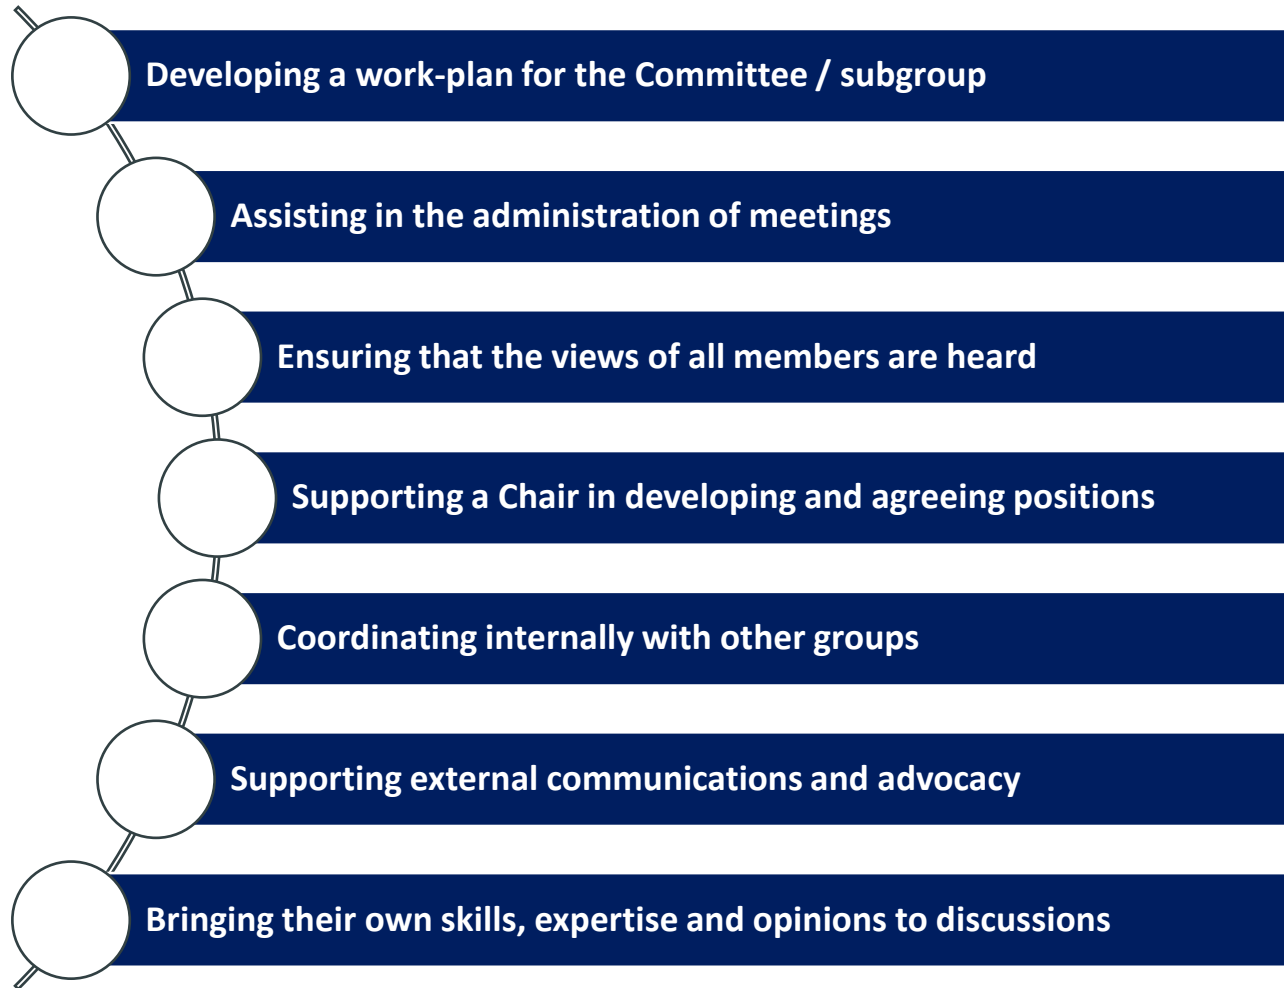 Developing a work-plan for the Committee / subgroup
Assisting in the administration of meetings
Ensuring that the views of all members are heard
Supporting a Chair in developing and agreeing positions
Coordinating internally with other groups
Supporting external communications and advocacy
Bringing their own skills, expertise and opinions to discussions